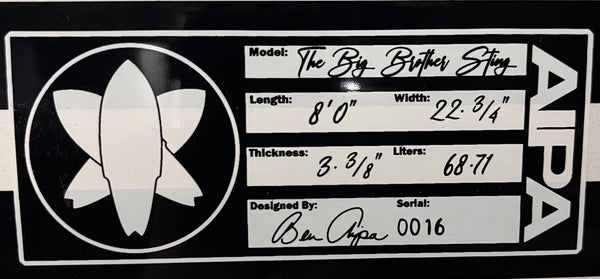 Model: The Big Brother Sting
Length: 8'0" Width: 22.3/4"
Thickness: 3.3/8" Liters: 68.71
Designed By: Ben Aipa Serial: 0016
AIPA